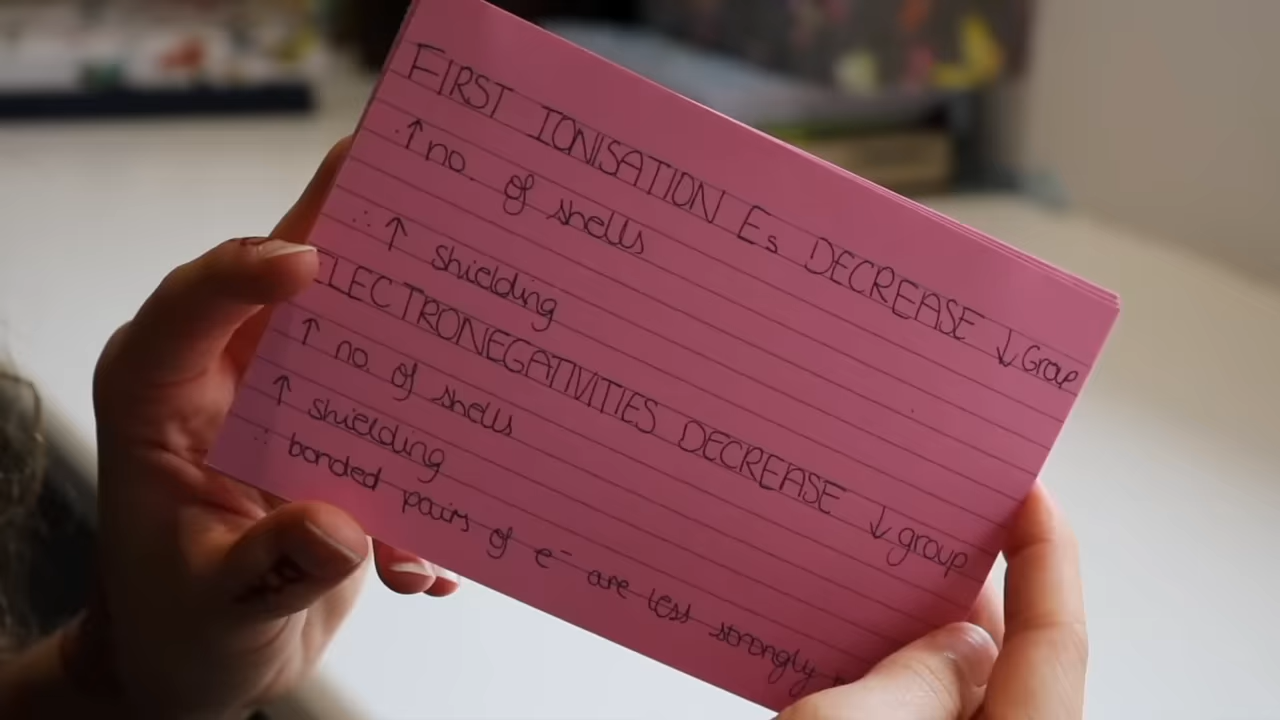 FIRST IONISATION Es DECREASE ↓ Group
∴ ↑ no. of shells
∴ ↑ shielding
ELECTRONEGATIVITIES DECREASE ↓ group
↑ no. of shells
↑ shielding
∴ bonded pairs of e⁻ are less strongly